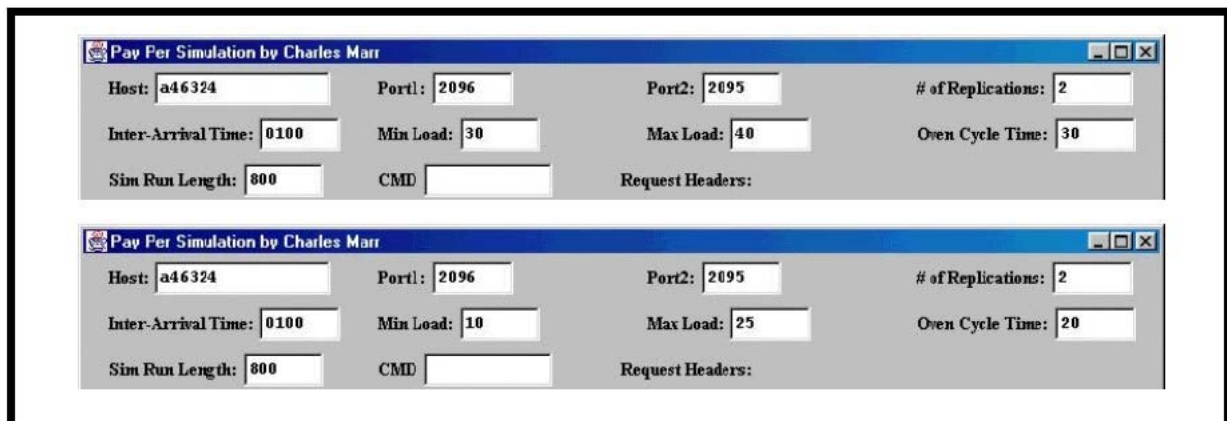 Pay Per Simulation by Charles Marr
Host: a46324 Port1: 2096 Port2: 2095 # of Replications: 2
Inter-Arrival Time: 0100 Min Load: 30 Max Load: 40 Oven Cycle Time: 30
Sim Run Length: 800 CMD Request Headers:
Pay Per Simulation by Charles Marr
Host: a46324 Port1: 2096 Port2: 2095 # of Replications: 2
Inter-Arrival Time: 0100 Min Load: 10 Max Load: 25 Oven Cycle Time: 20
Sim Run Length: 800 CMD Request Headers: